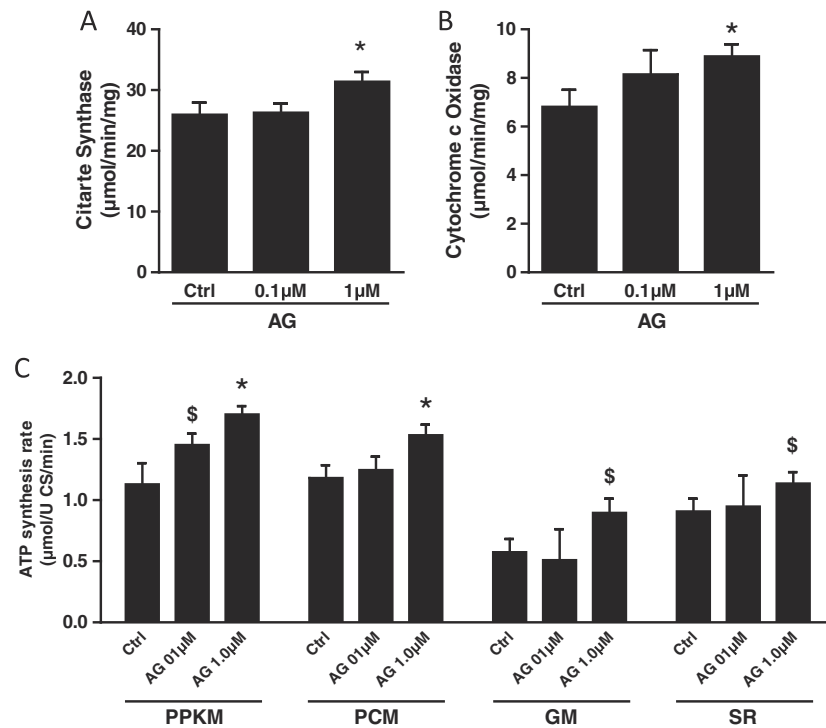 A
Citarte Synthase
(μmol/min/mg)
40
30
20
10
0
*
Ctrl 0.1μM 1μM
AG
B
Cytochrome c Oxidase
(μmol/min/mg)
10
8
6
4
2
0
*
Ctrl 0.1μM 1μM
AG
C
ATP synthesis rate
(μmol/U CS/min)
2.0
1.5
1.0
0.5
0.0
$ * * $ $
Ctrl AG 01μM AG 1.0μM Ctrl AG 01μM AG 1.0μM Ctrl AG 01μM AG 1.0μM Ctrl AG 01μM AG 1.0μM
PPKM PCM GM SR